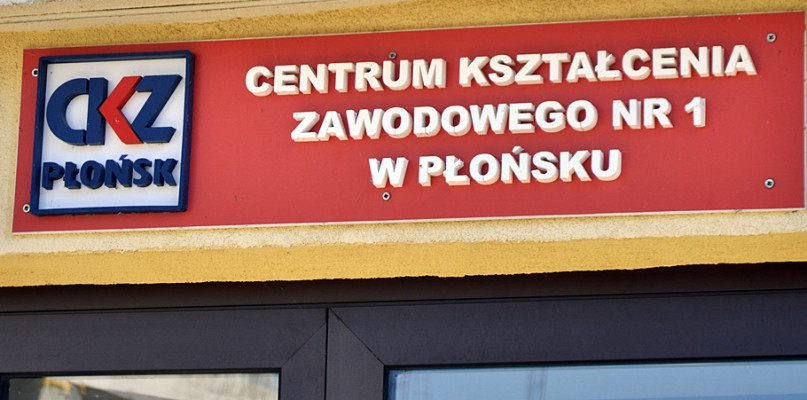 CKZ
PŁOŃSK
CENTRUM KSZTAŁCENIA
ZAWODOWEGO NR 1
W PŁOŃSKU